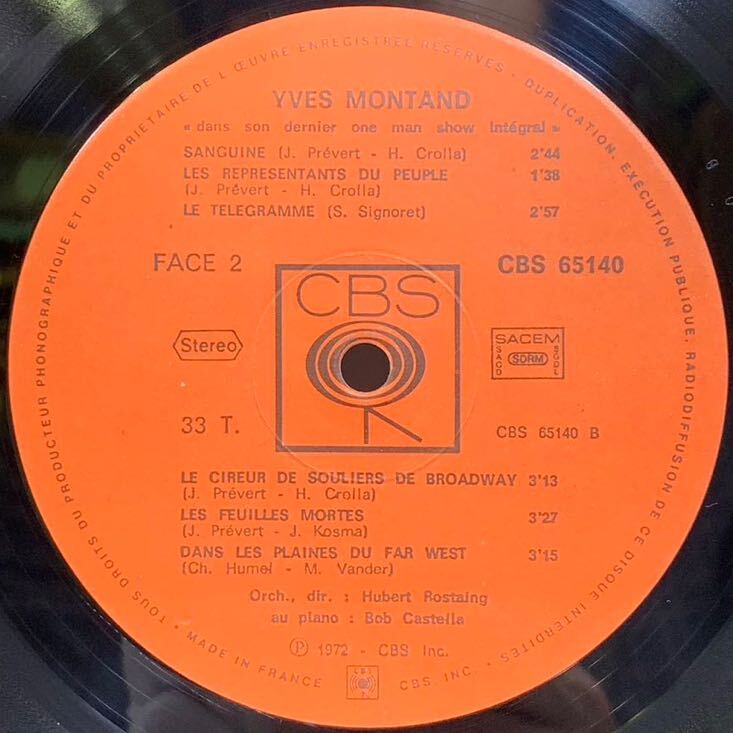 TOUS DROITS DU PRODUCTEUR PHONOGRAPHIQUE ET DU PROPRIETAIRE DE L'ŒUVRE ENREGISTREE RESERVES - DUPLICATION, EXECUTION PUBLIQUE, RADIODIFFUSION DE CE DISQUE INTERDITES
YVES MONTAND
« dans son dernier one man show intégral »
SANGUINE (J. Prévert - H. Crolla) 2'44
LES REPRESENTANTS DU PEUPLE 1'38
(J. Prévert - H. Crolla)
LE TELEGRAMME (S. Signoret) 2'57
FACE 2
CBS 65140
CBS
Stereo
SACEM
SACD
SDRM
SGDL
33 T.
CBS 65140 B
LE CIREUR DE SOULIERS DE BROADWAY 3'13
(J. Prévert - H. Crolla)
LES FEUILLES MORTES 3'27
(J. Prévert - J. Kosma)
DANS LES PLAINES DU FAR WEST 3'15
(Ch. Humel - M. Vander)
Orch., dir. : Hubert Rostaing
au piano : Bob Castella
Ⓟ 1972 - CBS Inc.
• MADE IN FRANCE
CBS
CBS. INC. •